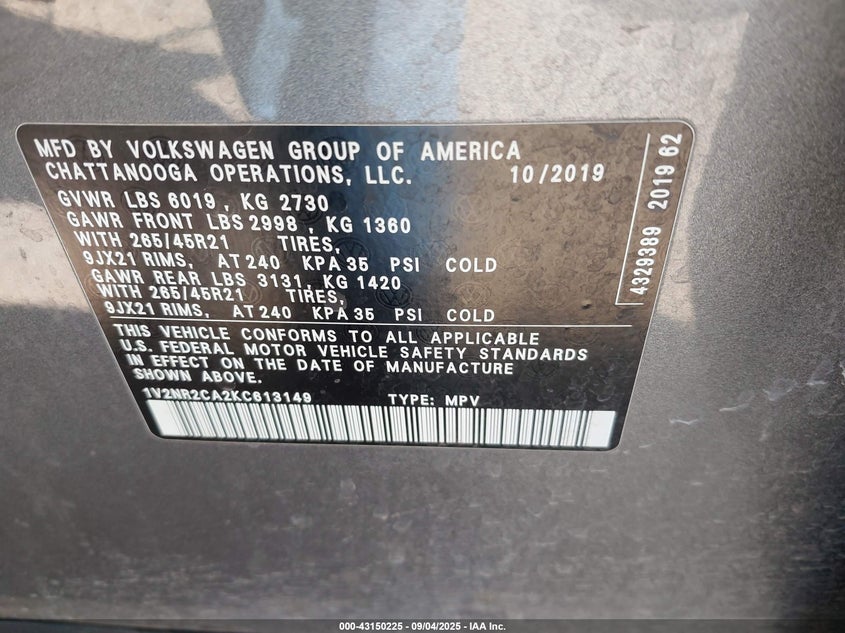 MFD BY VOLKSWAGEN GROUP OF AMERICA
CHATTANOOGA OPERATIONS, LLC. 10/2019
GVWR LBS 6019, KG 2730
GAWR FRONT LBS 2998, KG 1360
WITH 265/45R21 TIRES,
9JX21 RIMS, AT 240 KPA 35 PSI COLD
GAWR REAR LBS 3131, KG 1420
WITH 265/45R21 TIRES,
9JX21 RIMS, AT 240 KPA 35 PSI COLD
THIS VEHICLE CONFORMS TO ALL APPLICABLE
U.S. FEDERAL MOTOR VEHICLE SAFETY STANDARDS
IN EFFECT ON THE DATE OF MANUFACTURE
SHOWN ABOVE.
1V2NR2CA2KC613149 TYPE: MPV
4329389 2019 62
000-43150225 - 09/04/2025 - IAA Inc.